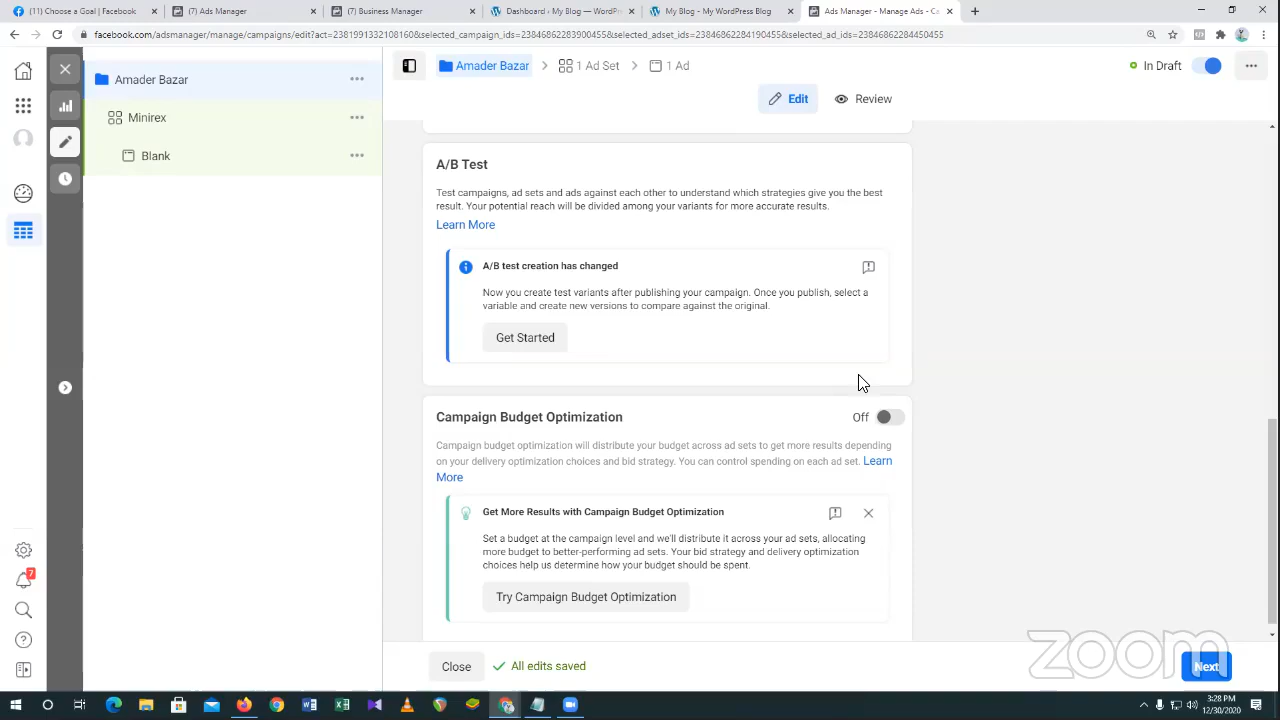 (11) Choose a Goal | Facebook
(7) Ads Manager
(7) Business Manager
Dashboard ‹ My Blog — WordPr
My Blog - My WordPress Blog
Ads Manager - Manage Ads - Ca
facebook.com/adsmanager/manage/campaigns/edit?act=2381991332108160&selected_campaign_ids=23846862839004558&selected_adset_ids=23846862841904558&selected_ad_ids=2384686284450455
Amader Bazar
Minirex
Blank
Amader Bazar
1 Ad Set
1 Ad
In Draft
Edit
Review
A/B Test
Test campaigns, ad sets and ads against each other to understand which strategies give you the best
result. Your potential reach will be divided among your variants for more accurate results.
Learn More
A/B test creation has changed
Now you create test variants after publishing your campaign. Once you publish, select a
variable and create new versions to compare against the original.
Get Started
Campaign Budget Optimization
Off
Campaign budget optimization will distribute your budget across ad sets to get more results depending
on your delivery optimization choices and bid strategy. You can control spending on each ad set. Learn
More
Get More Results with Campaign Budget Optimization
Set a budget at the campaign level and we'll distribute it across your ad sets, allocating
more budget to better-performing ad sets. Your bid strategy and delivery optimization
choices help us determine how your budget should be spent.
Try Campaign Budget Optimization
7
Close
All edits saved
Next
zoom
3:28 PM
12/30/2020